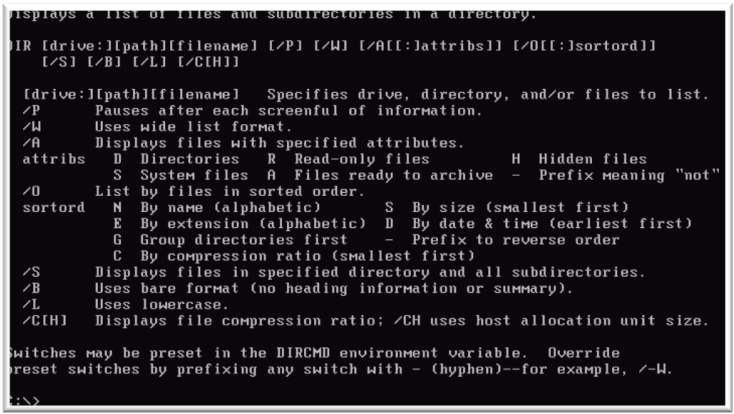 Displays a list of files and subdirectories in a directory.
DIR [drive:][path][filename] [/P] [/W] [/A[[:]attribs]] [/O[[:]sortord]]
[/S] [/B] [/L] [/C[H]]
[drive:][path][filename] Specifies drive, directory, and/or files to list.
/P Pauses after each screenful of information.
/W Uses wide list format.
/A Displays files with specified attributes.
attribs D Directories R Read-only files H Hidden files
S System files A Files ready to archive - Prefix meaning "not"
/O List by files in sorted order.
sortord N By name (alphabetic) S By size (smallest first)
E By extension (alphabetic) D By date & time (earliest first)
G Group directories first - Prefix to reverse order
C By compression ratio (smallest first)
/S Displays files in specified directory and all subdirectories.
/B Uses bare format (no heading information or summary).
/L Uses lowercase.
/C[H] Displays file compression ratio; /CH uses host allocation unit size.
Switches may be preset in the DIRCMD environment variable. Override
preset switches by prefixing any switch with - (hyphen)--for example, /-W.
C:\>